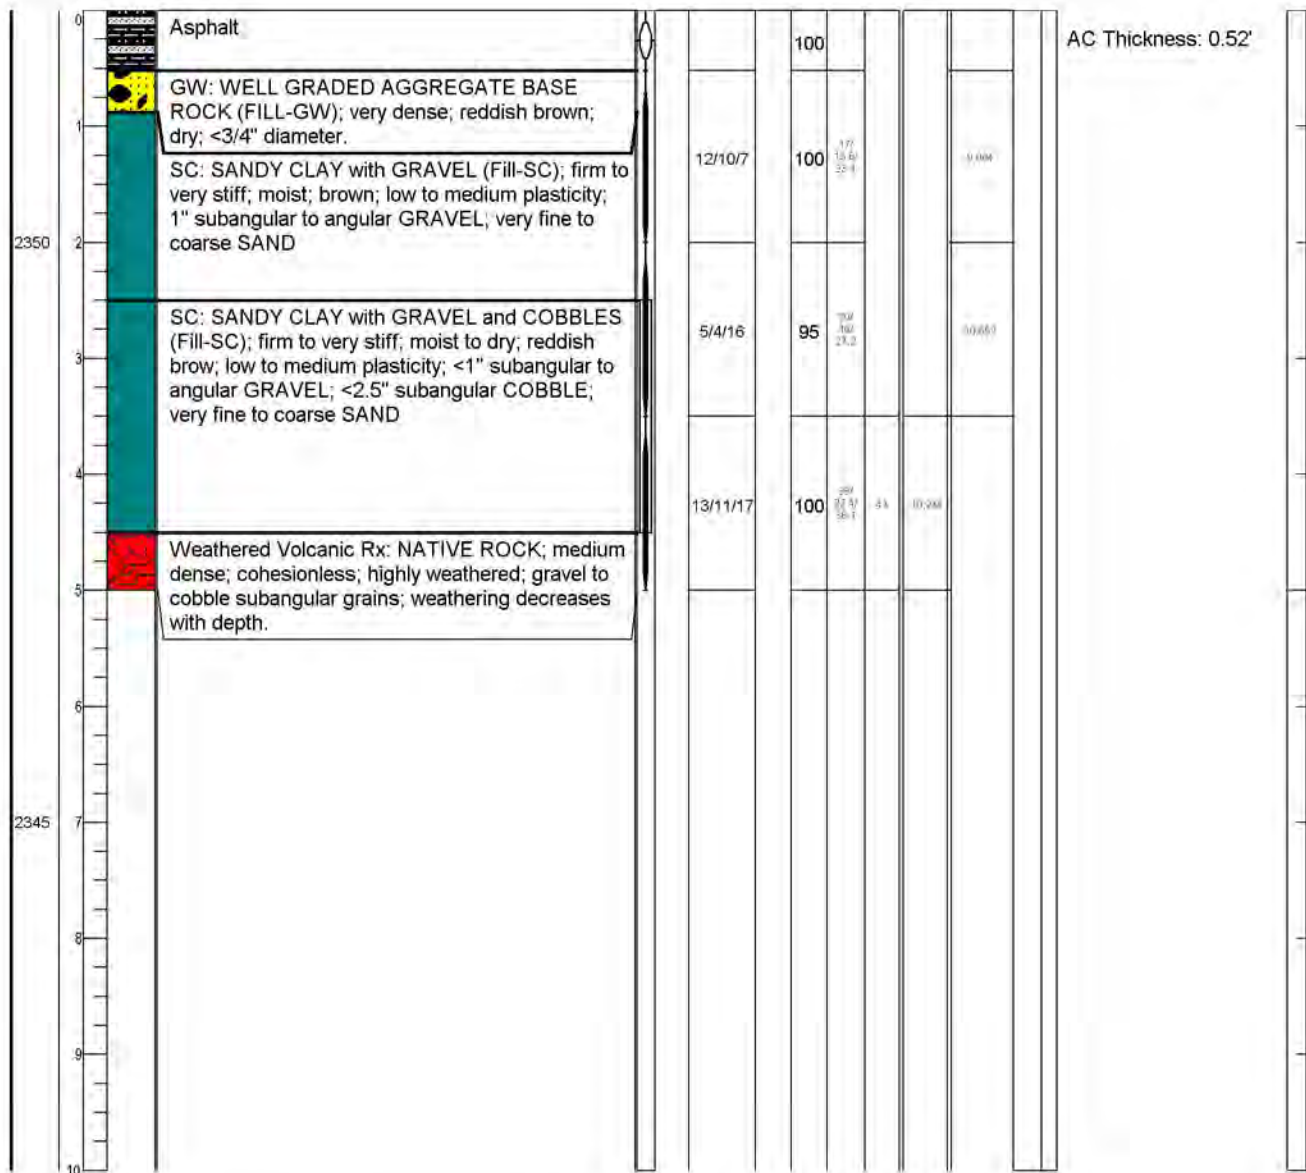 0
Asphalt
100
AC Thickness: 0.52'
GW: WELL GRADED AGGREGATE BASE
ROCK (FILL-GW); very dense; reddish brown;
dry; <3/4" diameter.
1
12/10/7
100
SC: SANDY CLAY with GRAVEL (Fill-SC); firm to
very stiff; moist; brown; low to medium plasticity;
1" subangular to angular GRAVEL; very fine to
coarse SAND
2350
2
SC: SANDY CLAY with GRAVEL and COBBLES
(Fill-SC); firm to very stiff; moist to dry; reddish
brow; low to medium plasticity; <1" subangular to
angular GRAVEL; <2.5" subangular COBBLE;
very fine to coarse SAND
5/4/16
95
3
4
13/11/17
100
Weathered Volcanic Rx: NATIVE ROCK; medium
dense; cohesionless; highly weathered; gravel to
cobble subangular grains; weathering decreases
with depth.
5
6
2345
7
8
9
10